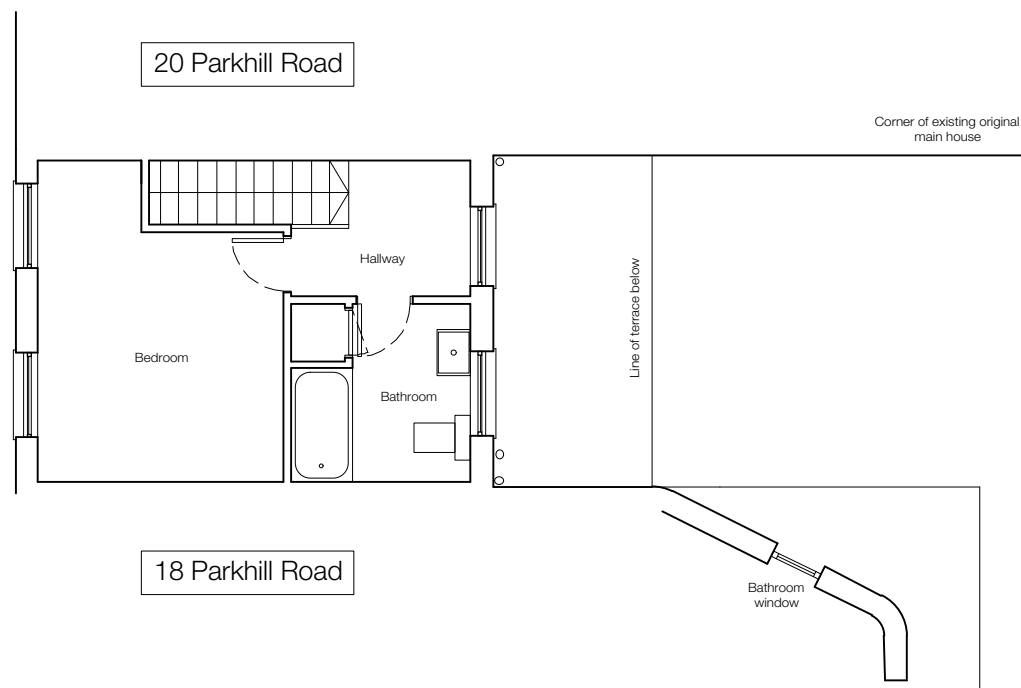 20 Parkhill Road
Corner of existing original
main house
Hallway
Line of terrace below
Bedroom
Bathroom
18 Parkhill Road
Bathroom
window